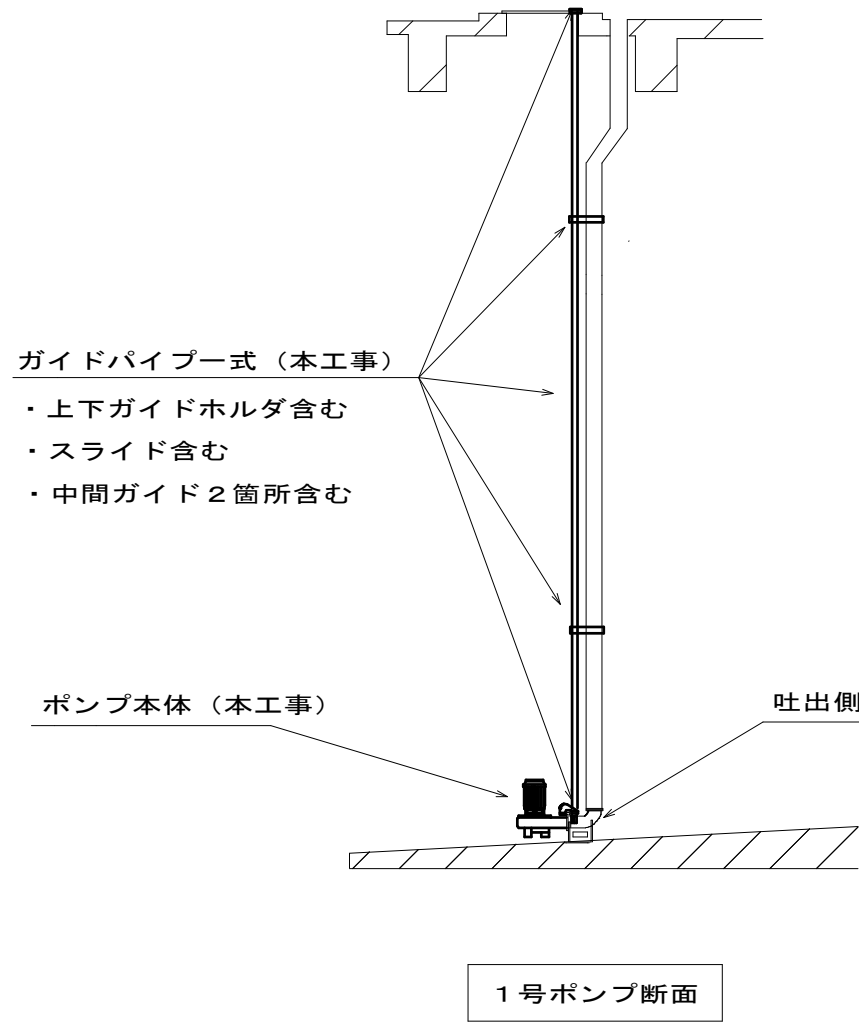 ガイドパイプ一式（本工事）
・上下ガイドホルダ含む
・スライド含む
・中間ガイド２箇所含む
ポンプ本体（本工事）
吐出側
１号ポンプ断面